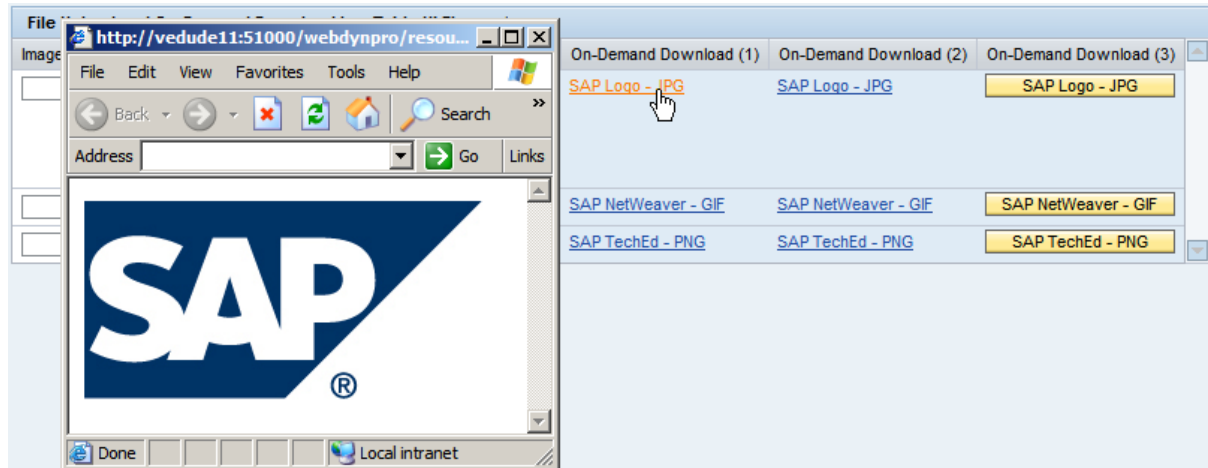 File
http://vedude11:51000/webdynpro/resou...
Image
On-Demand Download (1) On-Demand Download (2) On-Demand Download (3)
File Edit View Favorites Tools Help
SAP Logo - JPG SAP Logo - JPG SAP Logo - JPG
Back Search »
Address Go Links
SAP NetWeaver - GIF SAP NetWeaver - GIF SAP NetWeaver - GIF
SAP TechEd - PNG SAP TechEd - PNG SAP TechEd - PNG
SAP
®
Done Local intranet